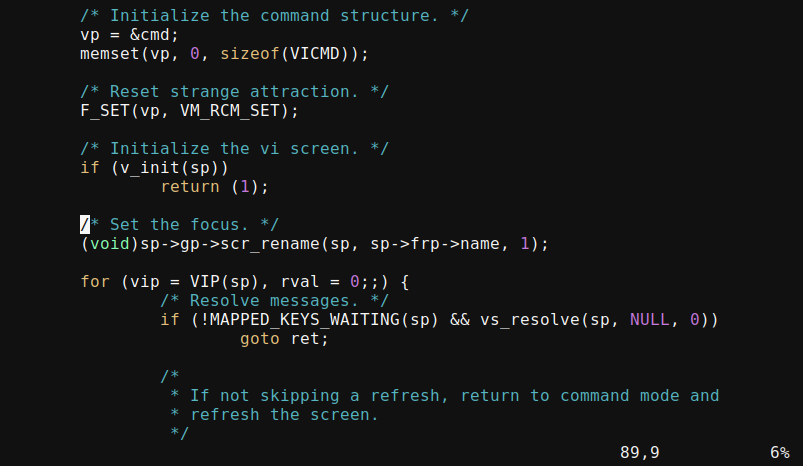 /* Initialize the command structure. */
vp = &cmd;
memset(vp, 0, sizeof(VICMD));
/* Reset strange attraction. */
F_SET(vp, VM_RCM_SET);
/* Initialize the vi screen. */
if (v_init(sp))
return (1);
/* Set the focus. */
(void)sp->gp->scr_rename(sp, sp->frp->name, 1);
for (vip = VIP(sp), rval = 0;;) {
/* Resolve messages. */
if (!MAPPED_KEYS_WAITING(sp) && vs_resolve(sp, NULL, 0))
goto ret;
/*
* If not skipping a refresh, return to command mode and
* refresh the screen.
*/
89,9 6%